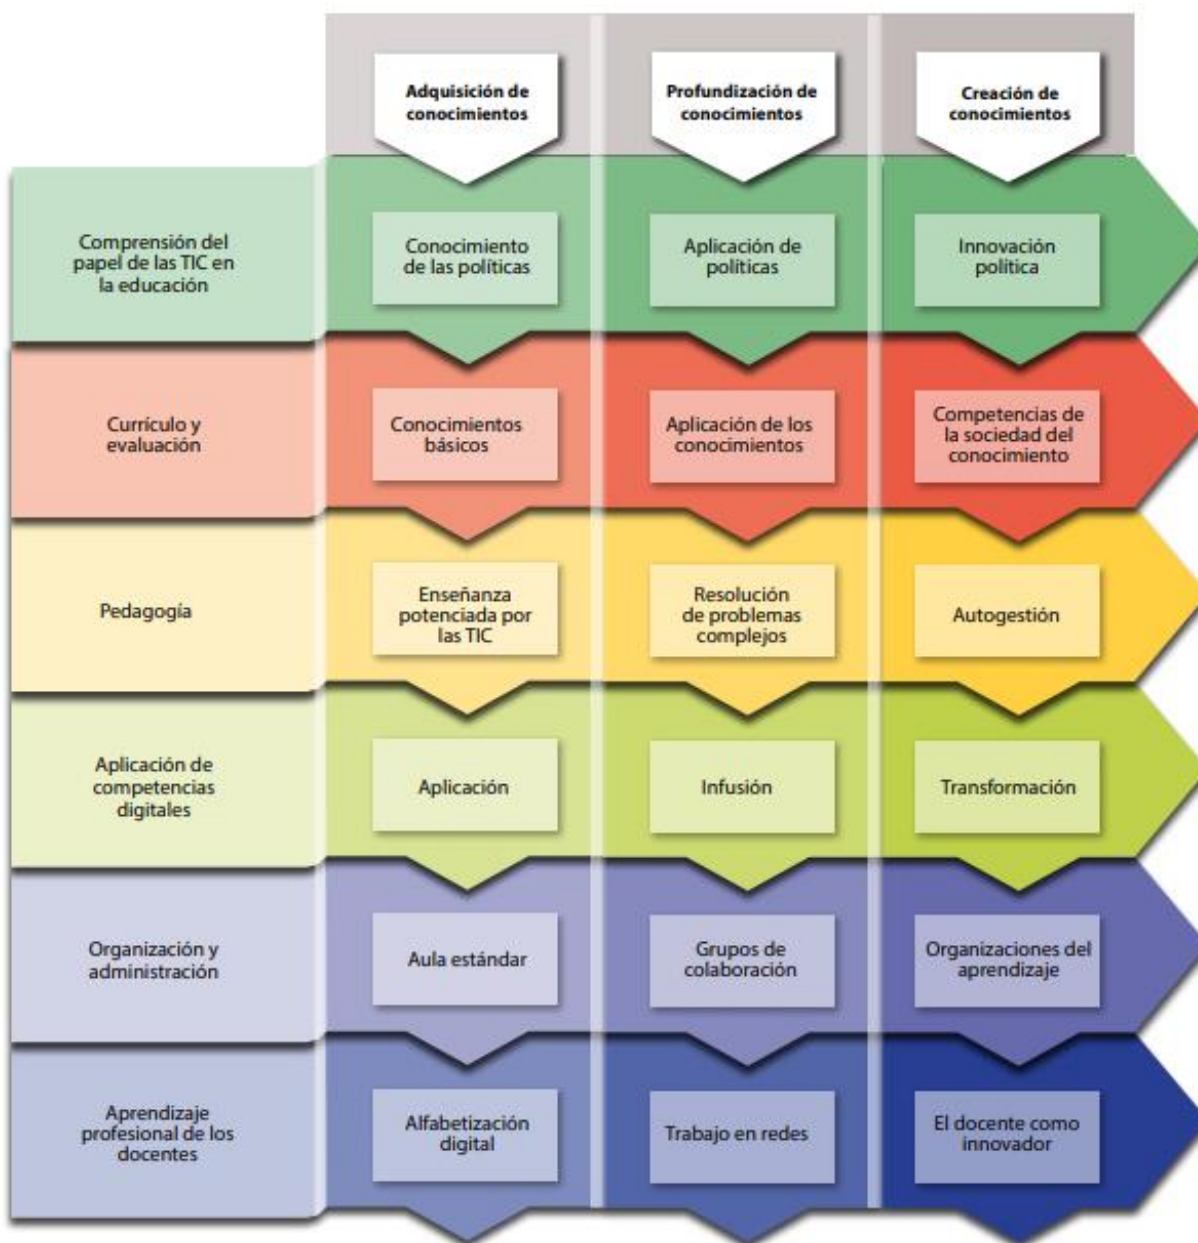 Adquisición de
conocimientos
Profundización de
conocimientos
Creación de
conocimientos
Comprensión del
papel de las TIC en
la educación
Conocimiento
de las políticas
Aplicación de
políticas
Innovación
política
Currículo y
evaluación
Conocimientos
básicos
Aplicación de los
conocimientos
Competencias de
la sociedad del
conocimiento
Pedagogía
Enseñanza
potenciada por
las TIC
Resolución
de problemas
complejos
Autogestión
Aplicación de
competencias
digitales
Aplicación
Infusión
Transformación
Organización y
administración
Aula estándar
Grupos de
colaboración
Organizaciones del
aprendizaje
Aprendizaje
profesional de los
docentes
Alfabetización
digital
Trabajo en redes
El docente como
innovador